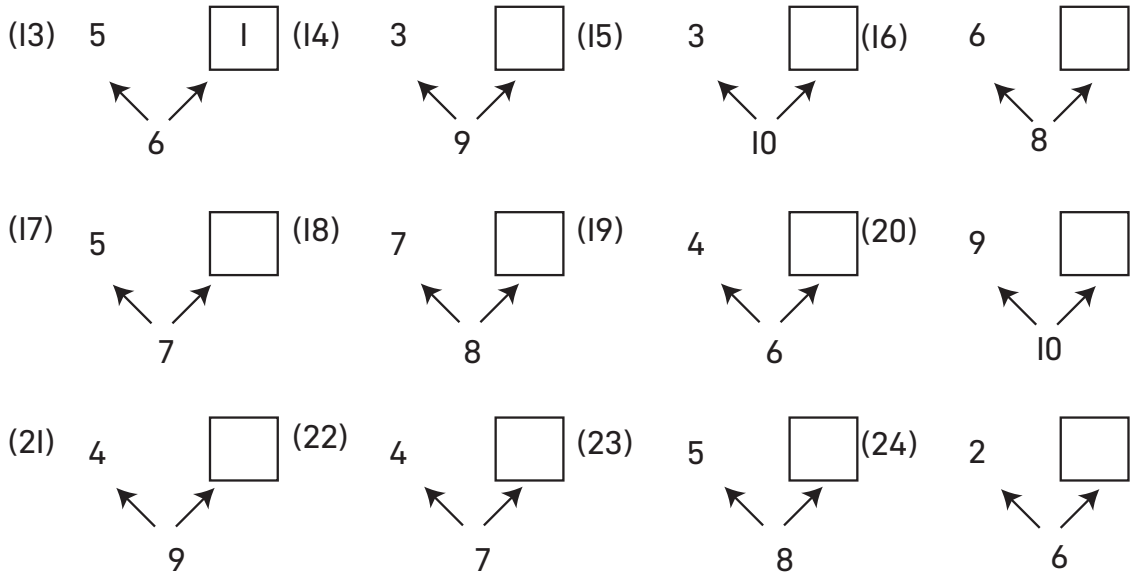 (13) 5 1 (14) 3 (15) 3 (16) 6
6 9 10 8
(17) 5 (18) 7 (19) 4 (20) 9
7 8 6 10
(21) 4 (22) 4 (23) 5 (24) 2
9 7 8 6